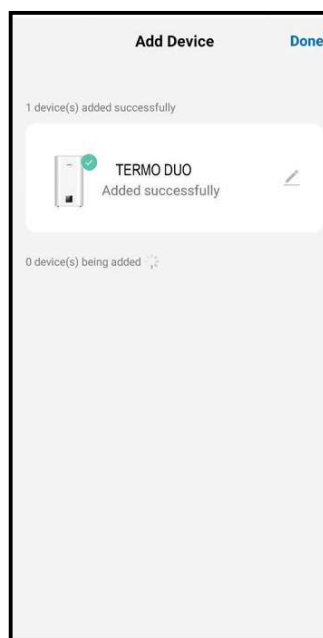 Add Device
Done
1 device(s) added successfully
TERMO DUO
Added successfully
0 device(s) being added